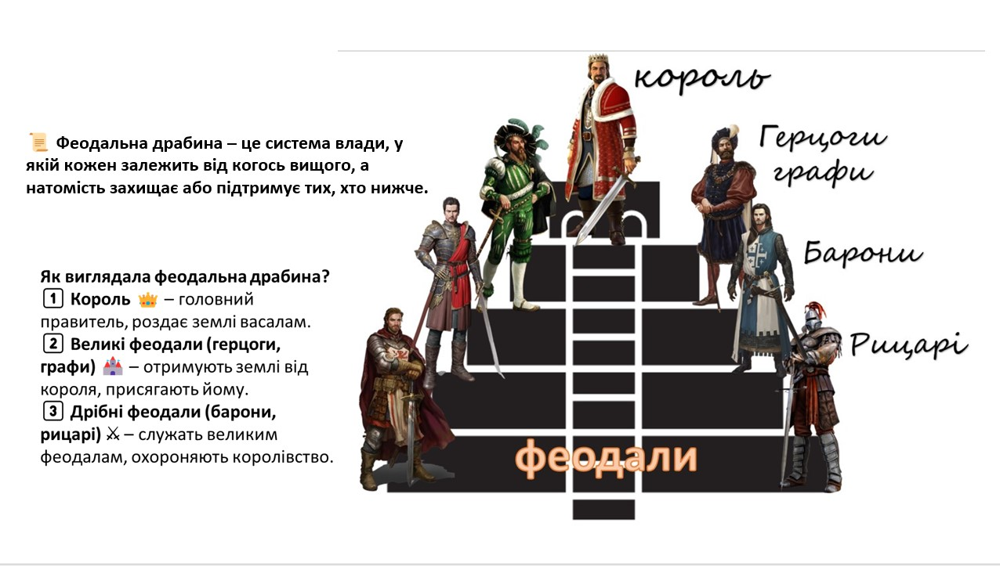 📜 Феодальна драбина – це система влади, у
якій кожен залежить від когось вищого, а
натомість захищає або підтримує тих, хто нижче.
Як виглядала феодальна драбина?
1️⃣ Король 👑 – головний
правитель, роздає землі васалам.
2️⃣ Великі феодали (герцоги,
графи) 🏰 – отримують землі від
короля, присягають йому.
3️⃣ Дрібні феодали (барони,
рицарі) ⚔ – служать великим
феодалам, охороняють королівство.
король
Герцоги
графи
Барони
Рицарі
феодали